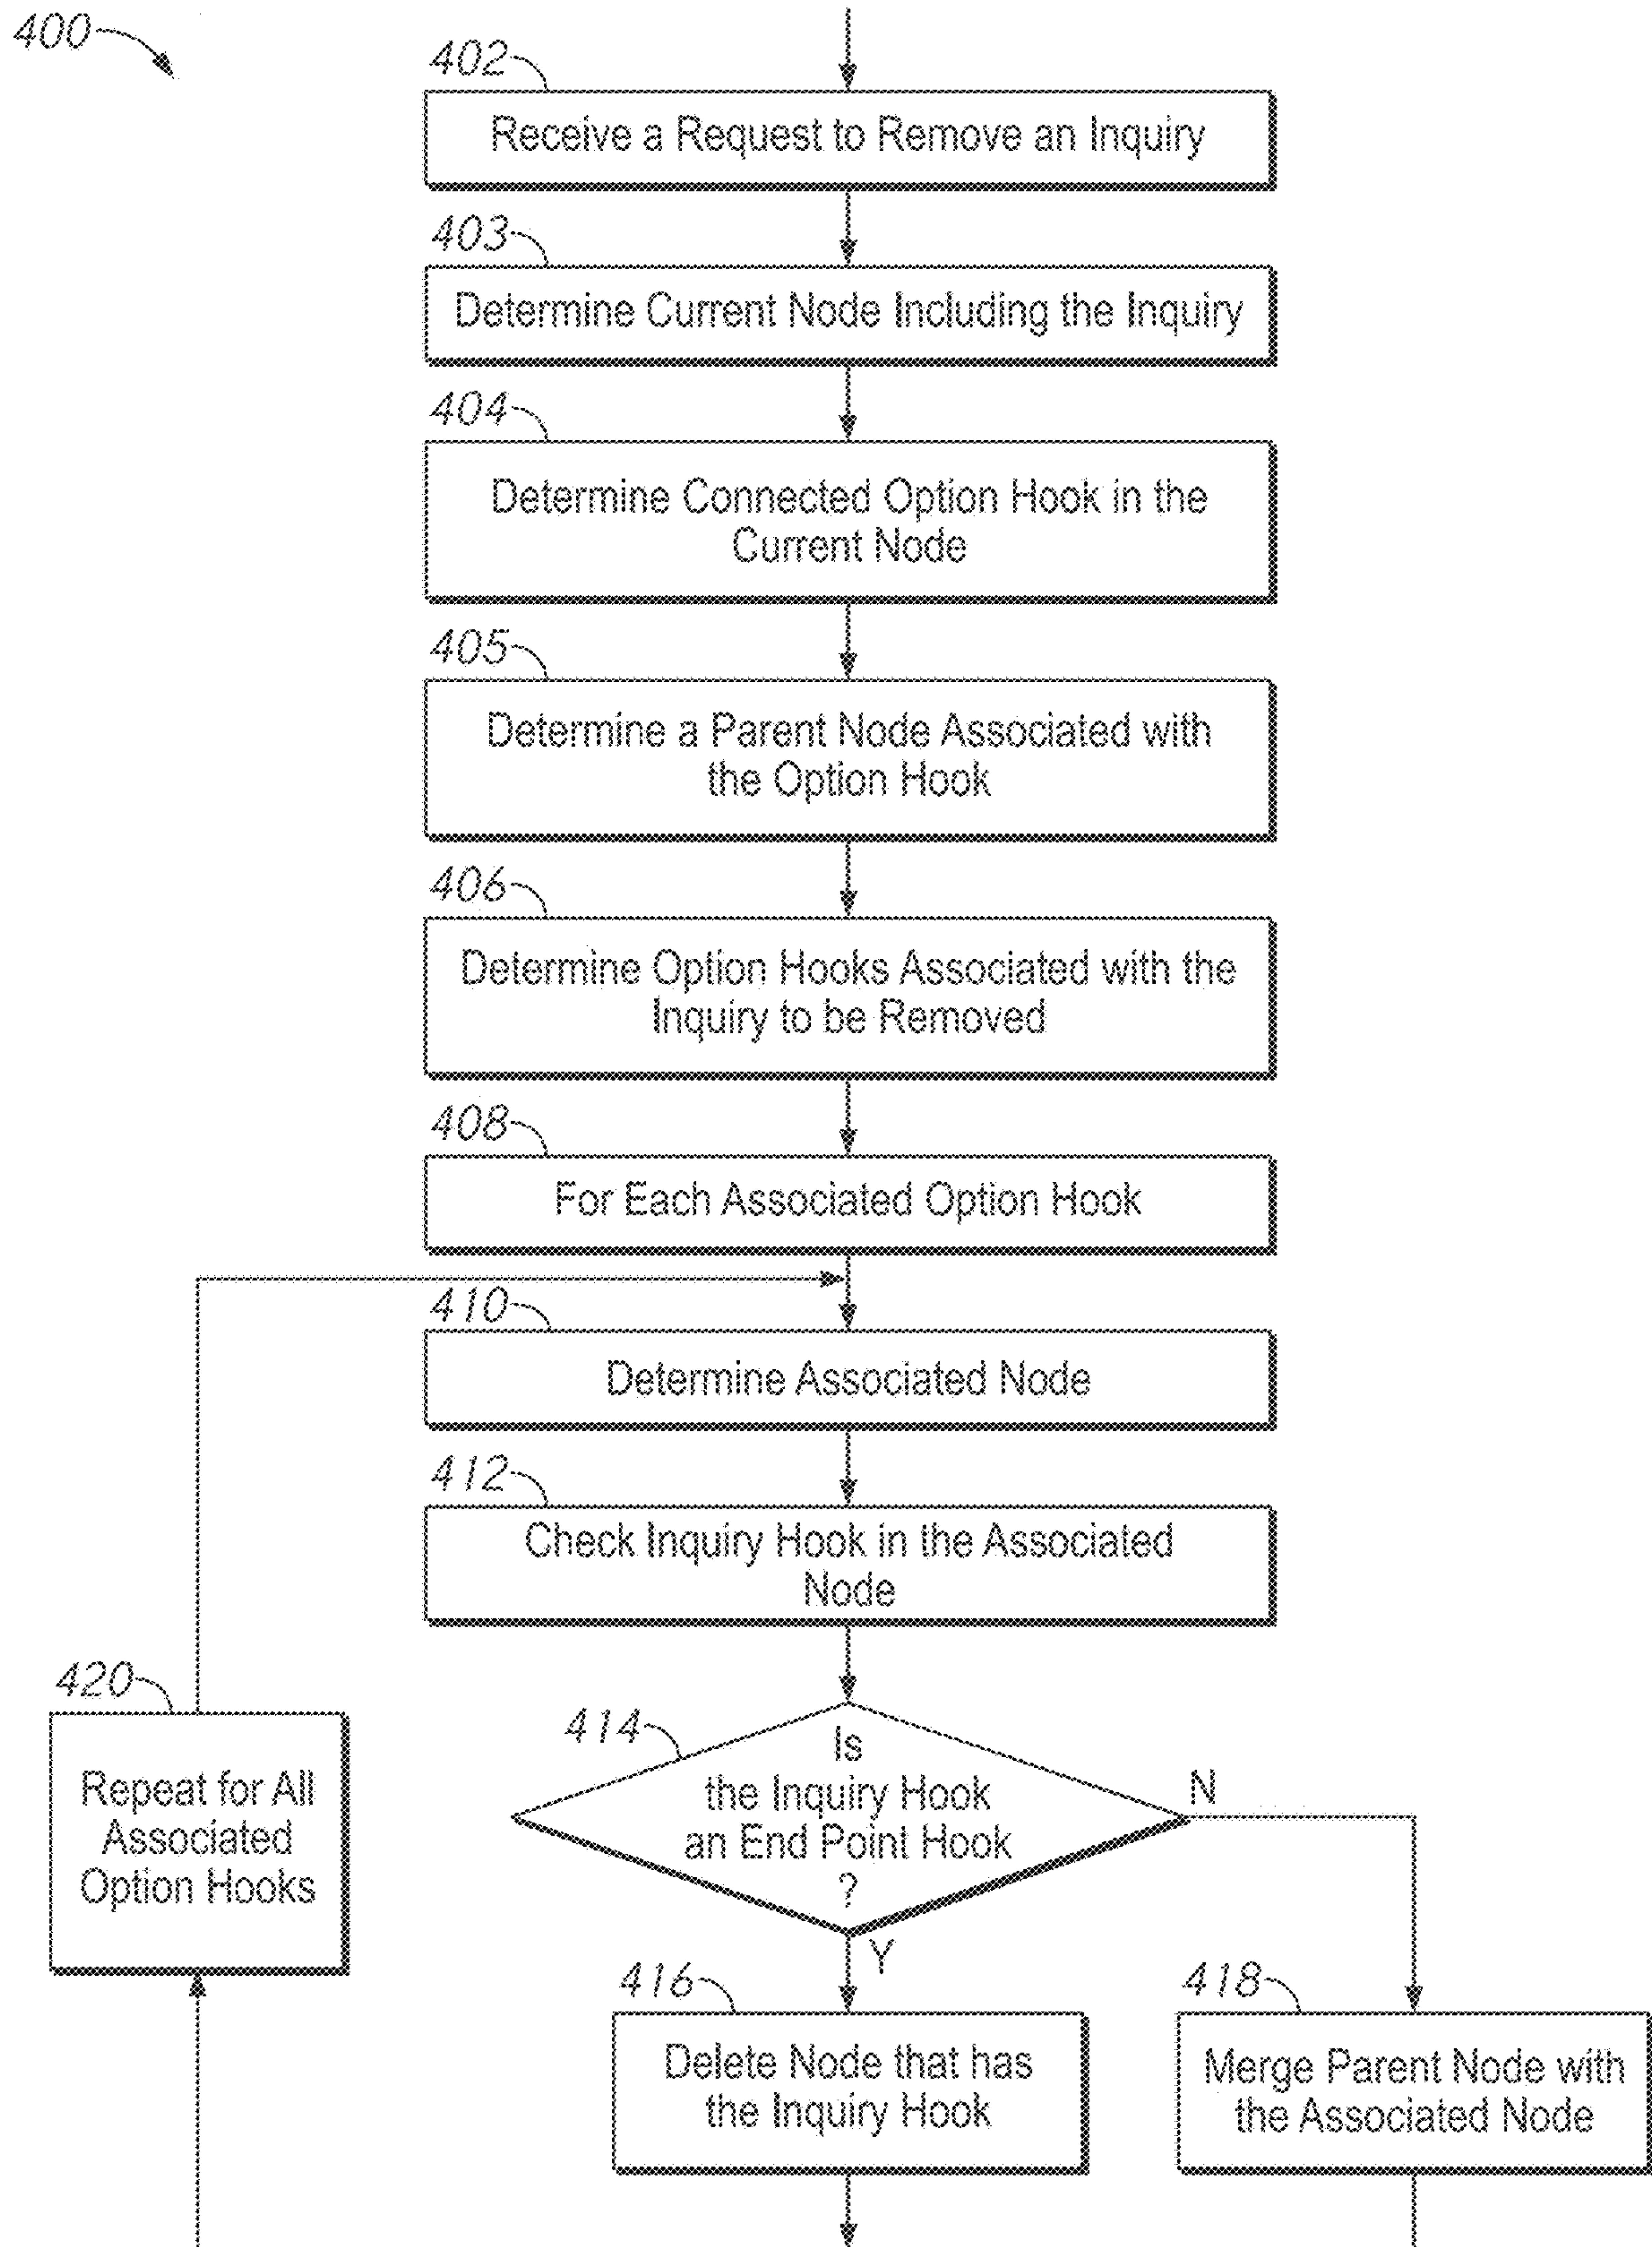 400
402
Receive a Request to Remove an Inquiry
403
Determine Current Node Including the Inquiry
404
Determine Connected Option Hook in the
Current Node
405
Determine a Parent Node Associated with
the Option Hook
406
Determine Option Hooks Associated with the
Inquiry to be Removed
408
For Each Associated Option Hook
410
Determine Associated Node
412
Check Inquiry Hook in the Associated
Node
414
Is
the Inquiry Hook
an End Point Hook
?
N
Y
420
Repeat for All
Associated
Option Hooks
416
Delete Node that has
the Inquiry Hook
418
Merge Parent Node with
the Associated Node